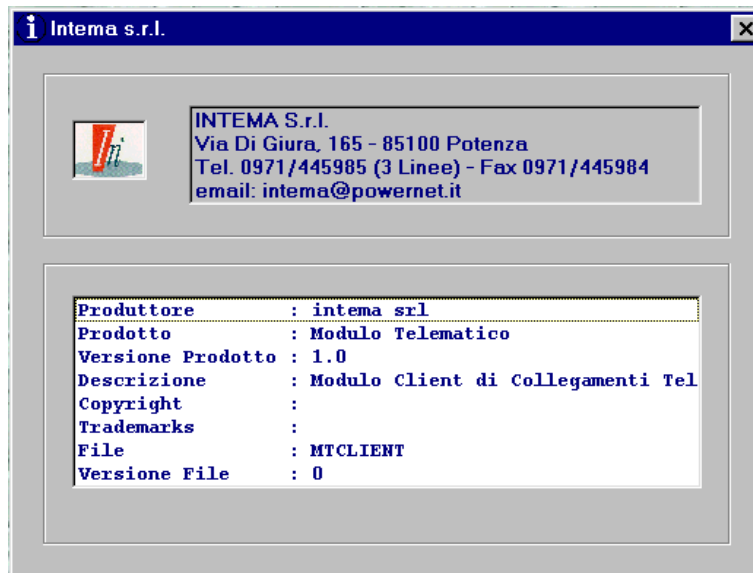 Intema s.r.l.
In
INTEMA S.r.l.
Via Di Giura, 165 - 85100 Potenza
Tel. 0971/445985 (3 Linee) - Fax 0971/445984
email: intema@powernet.it
Produttore : intema srl
Prodotto : Modulo Telematico
Versione Prodotto : 1.0
Descrizione : Modulo Client di Collegamenti Tel
Copyright :
Trademarks :
File : MTCLIENT
Versione File : 0